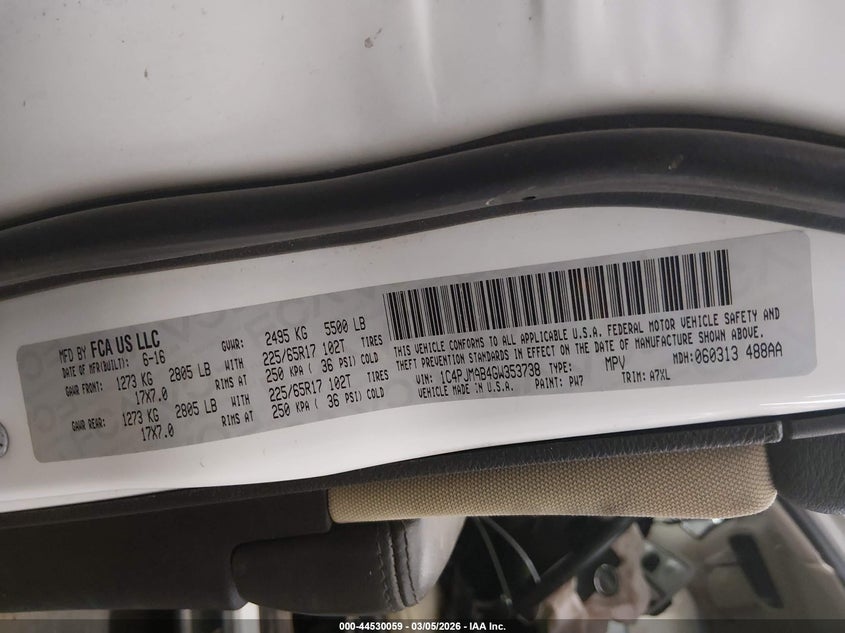 MFD BY FCA US LLC
DATE OF MFR(BUILT): 6-16 GVWR: 2495 KG 5500 LB
GAWR FRONT: 1273 KG 2805 LB WITH 225/65R17 102T TIRES
17X7.0 RIMS AT 250 KPA ( 36 PSI) COLD
GAWR REAR: 1273 KG 2805 LB WITH 225/65R17 102T TIRES
17X7.0 RIMS AT 250 KPA ( 36 PSI) COLD
THIS VEHICLE CONFORMS TO ALL APPLICABLE U.S.A. FEDERAL MOTOR VEHICLE SAFETY AND
THEFT PREVENTION STANDARDS IN EFFECT ON THE DATE OF MANUFACTURE SHOWN ABOVE.
VIN: 1C4PJMAB4GW353738 TYPE: MPV MDH: 060313 488AA
VEHICLE MADE IN U.S.A. PAINT: PW7 TRIM: A7XL
000-44530059 - 03/05/2026 - IAA Inc.